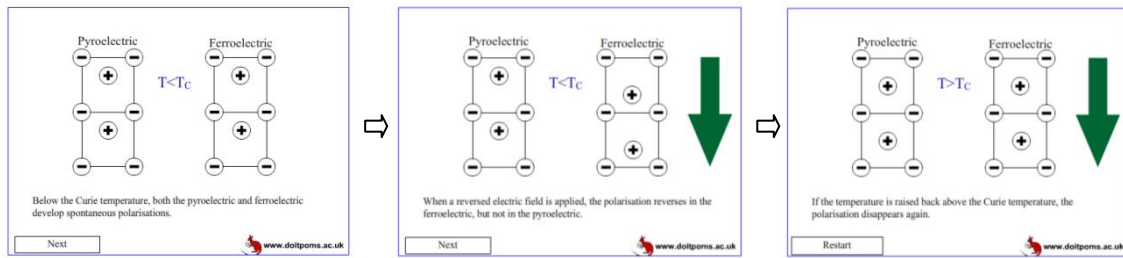 Pyroelectric Ferroelectric
T<TC
Below the Curie temperature, both the pyroelectric and ferroelectric
develop spontaneous polarisations.
Next
www.doitpoms.ac.uk
Pyroelectric Ferroelectric
T<TC
When a reversed electric field is applied, the polarisation reverses in the
ferroelectric, but not in the pyroelectric.
Next
www.doitpoms.ac.uk
Pyroelectric Ferroelectric
T>TC
If the temperature is raised back above the Curie temperature, the
polarisation disappears again.
Restart
www.doitpoms.ac.uk